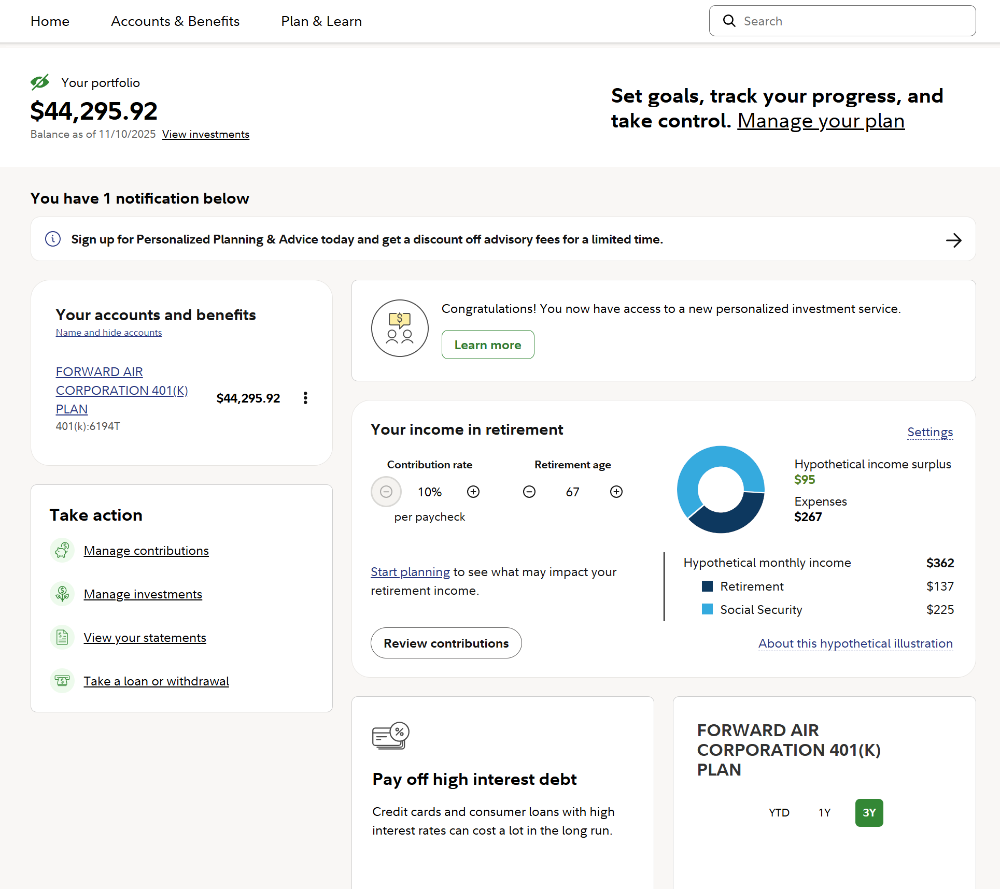 Home
Accounts & Benefits
Plan & Learn
Search
Your portfolio
$44,295.92
Balance as of 11/10/2025 View investments
Set goals, track your progress, and
take control. Manage your plan
You have 1 notification below
Sign up for Personalized Planning & Advice today and get a discount off advisory fees for a limited time.
Your accounts and benefits
Name and hide accounts
FORWARD AIR
CORPORATION 401(K)
PLAN
$44,295.92
401(k):6194T
Take action
Manage contributions
Manage investments
View your statements
Take a loan or withdrawal
Congratulations! You now have access to a new personalized investment service.
Learn more
Your income in retirement
Settings
Contribution rate
10%
per paycheck
Retirement age
67
Hypothetical income surplus
$95
Expenses
$267
Start planning to see what may impact your
retirement income.
Review contributions
Hypothetical monthly income $362
Retirement $137
Social Security $225
About this hypothetical illustration
Pay off high interest debt
Credit cards and consumer loans with high
interest rates can cost a lot in the long run.
FORWARD AIR
CORPORATION 401(K)
PLAN
YTD 1Y 3Y